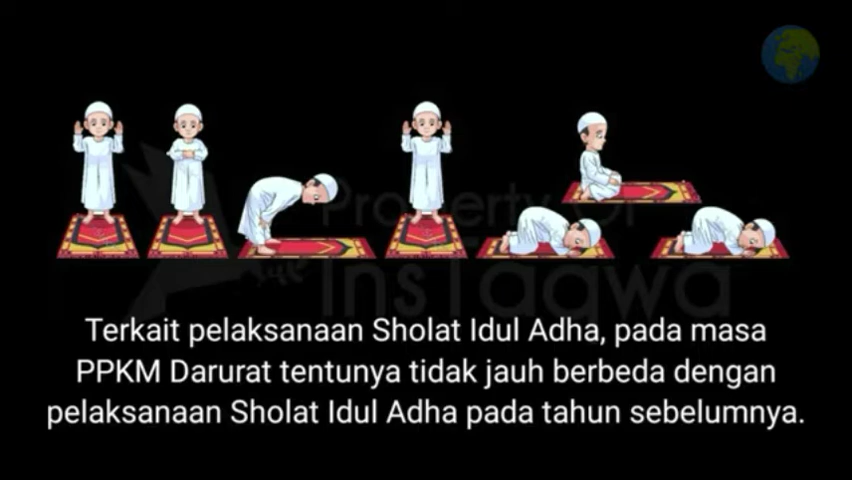 Property of
InsTaqwa
Terkait pelaksanaan Sholat Idul Adha, pada masa
PPKM Darurat tentunya tidak jauh berbeda dengan
pelaksanaan Sholat Idul Adha pada tahun sebelumnya.